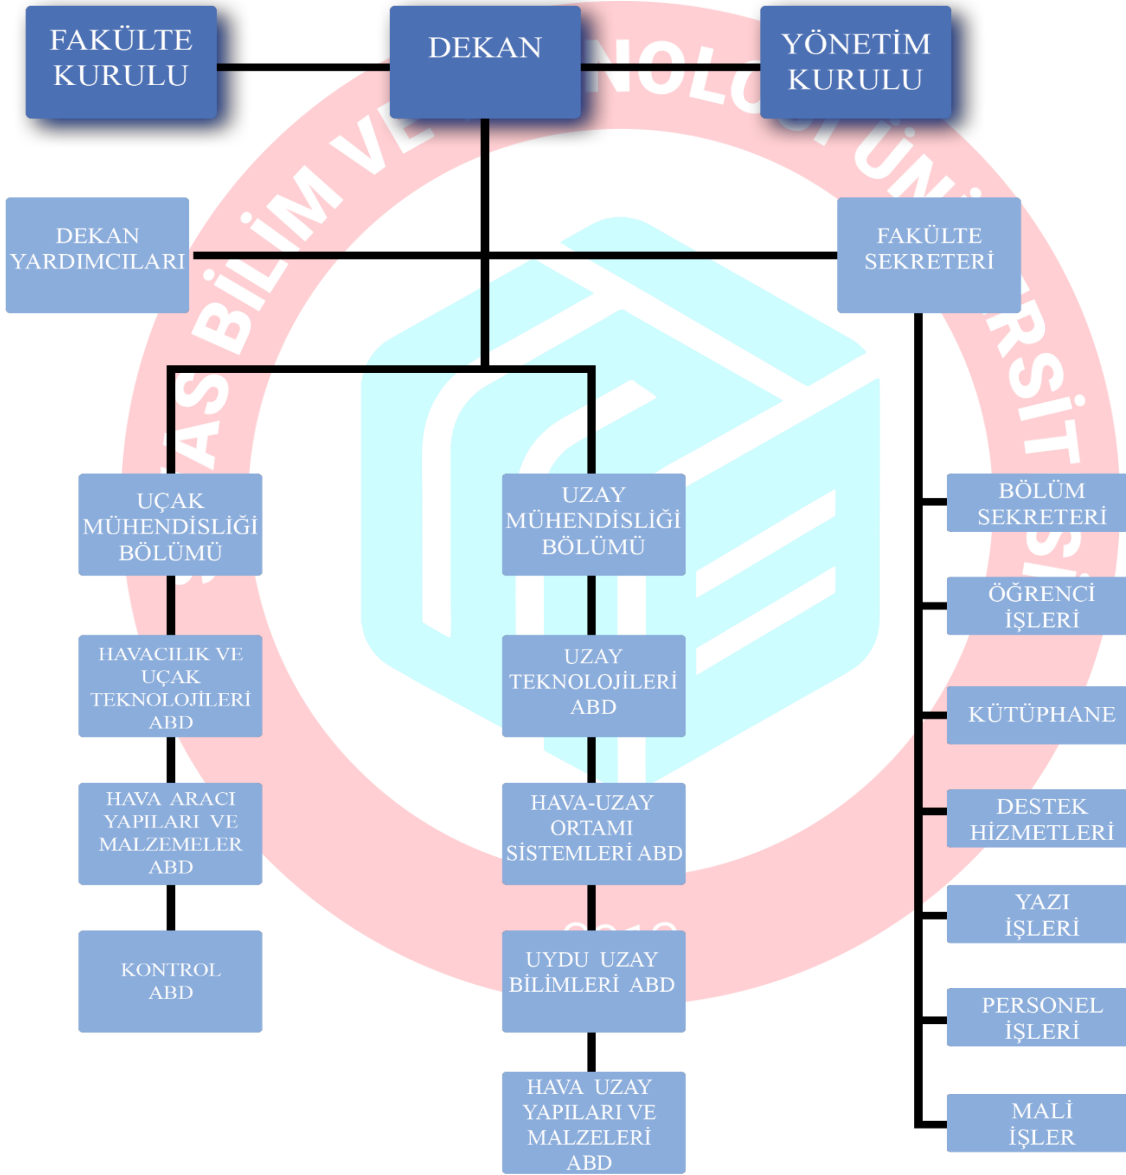 FAKÜLTE
KURULU
DEKAN
YÖNETİM
KURULU
DEKAN
YARDIMCILARI
FAKÜLTE
SEKRETERİ
UÇAK
MÜHENDİSLİĞİ
BÖLÜMÜ
HAVACILIK VE
UÇAK
TEKNOLOJİLERİ
ABD
HAVA ARACI
YAPILARI VE
MALZEMELER
ABD
KONTROL
ABD
UZAY
MÜHENDİSLİĞİ
BÖLÜMÜ
UZAY
TEKNOLOJİLERİ
ABD
HAVA-UZAY
ORTAMI
SİSTEMLERİ ABD
UYDU UZAY
BİLİMLERİ ABD
HAVA UZAY
YAPILARI VE
MALZELERİ
ABD
BÖLÜM
SEKRETERİ
ÖĞRENCİ
İŞLERİ
KÜTÜPHANE
DESTEK
HİZMETLERİ
YAZI
İŞLERİ
PERSONEL
İŞLERİ
MALİ
İŞLER
BİLİM VE